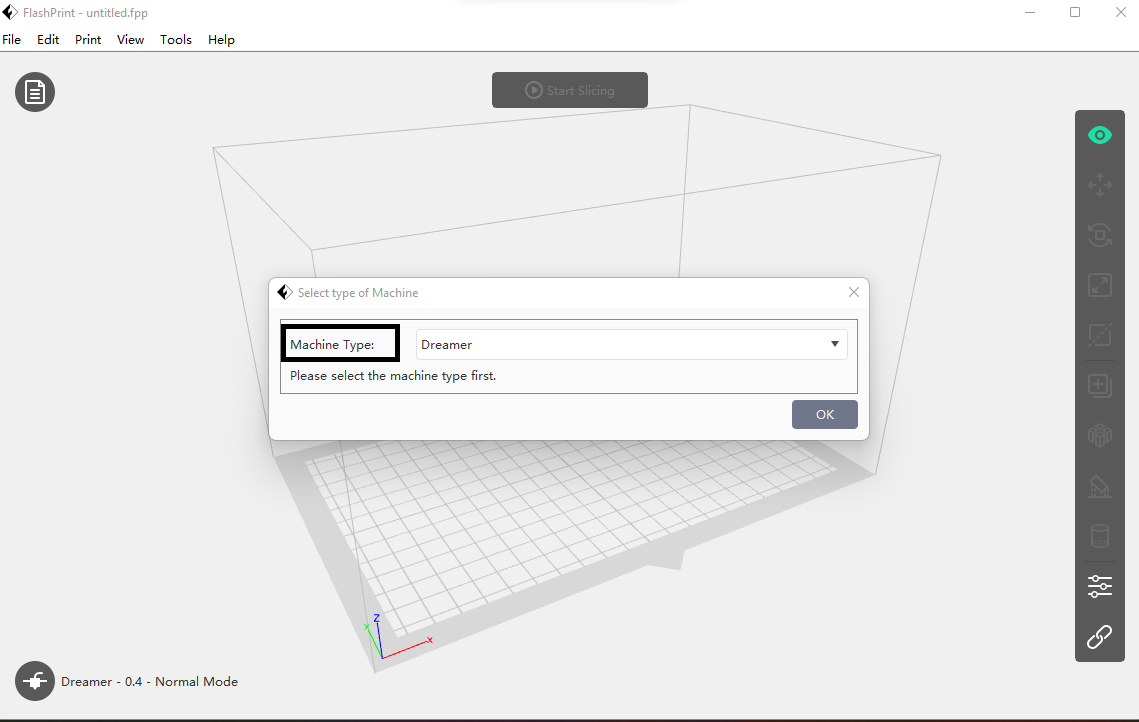 FlashPrint - untitled.fpp
File Edit Print View Tools Help
Start Slicing
Select type of Machine
Machine Type: Dreamer
Please select the machine type first.
OK
Z
Y
X
Dreamer - 0.4 - Normal Mode